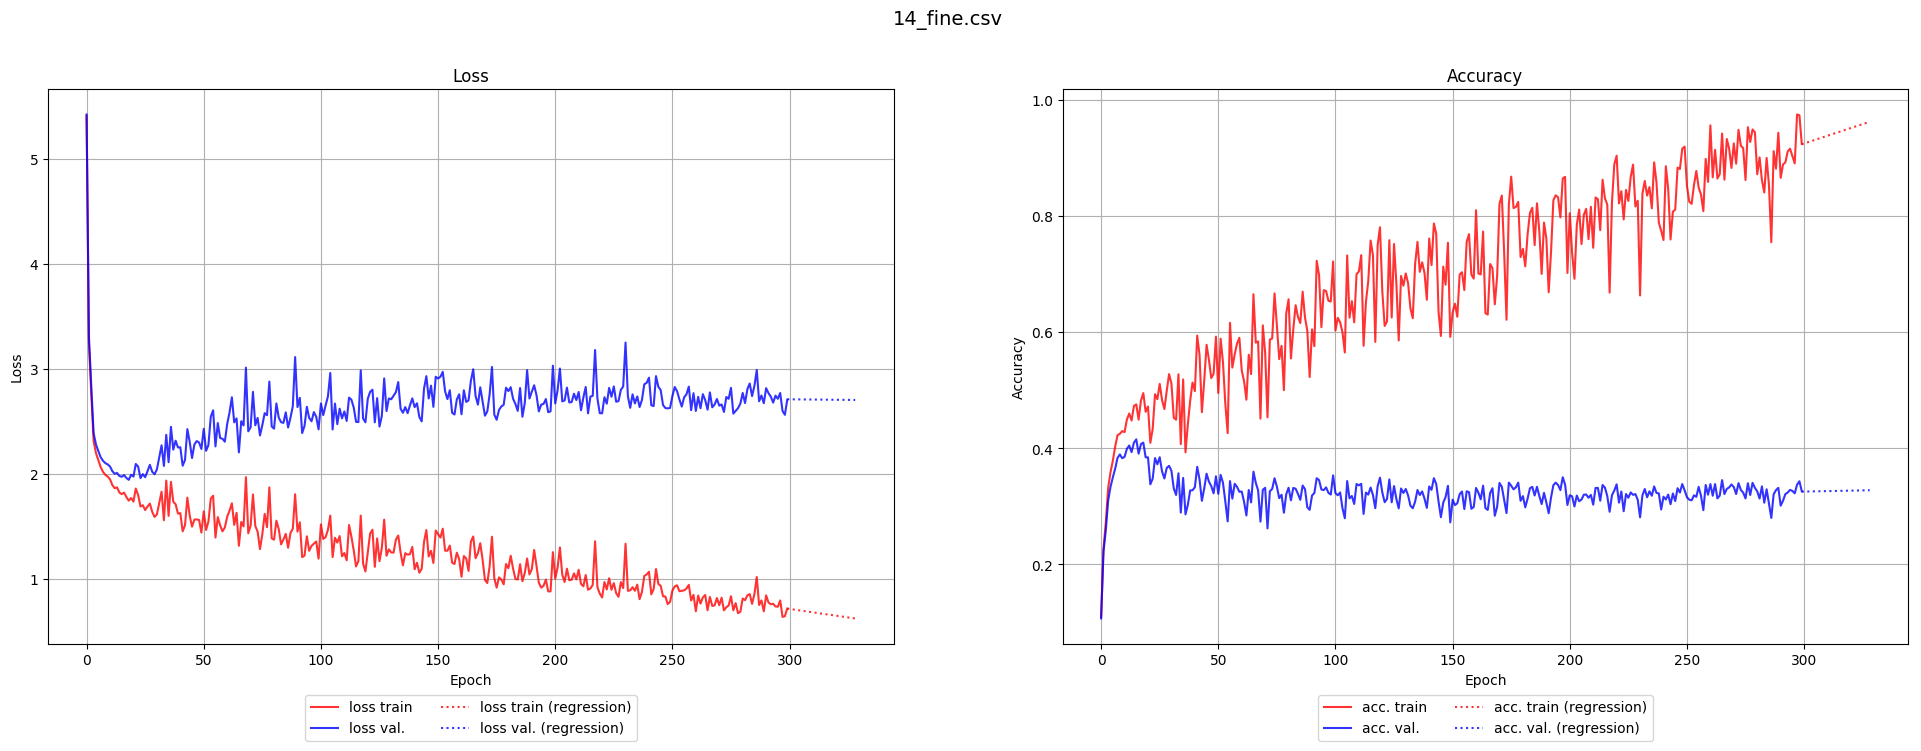 14_fine.csv
Loss
Loss
5
4
3
2
1
0 50 100 150 200 250 300
Epoch
loss train loss train (regression)
loss val. loss val. (regression)
Accuracy
Accuracy
1.0
0.8
0.6
0.4
0.2
0 50 100 150 200 250 300
Epoch
acc. train acc. train (regression)
acc. val. acc. val. (regression)